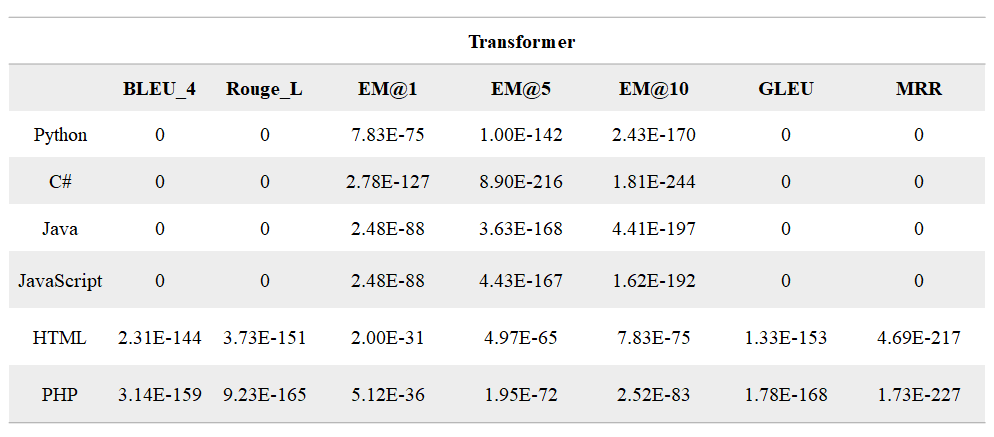 Transformer
BLEU_4 Rouge_L EM@1 EM@5 EM@10 GLEU MRR
Python 0 0 7.83E-75 1.00E-142 2.43E-170 0 0
C# 0 0 2.78E-127 8.90E-216 1.81E-244 0 0
Java 0 0 2.48E-88 3.63E-168 4.41E-197 0 0
JavaScript 0 0 2.48E-88 4.43E-167 1.62E-192 0 0
HTML 2.31E-144 3.73E-151 2.00E-31 4.97E-65 7.83E-75 1.33E-153 4.69E-217
PHP 3.14E-159 9.23E-165 5.12E-36 1.95E-72 2.52E-83 1.78E-168 1.73E-227